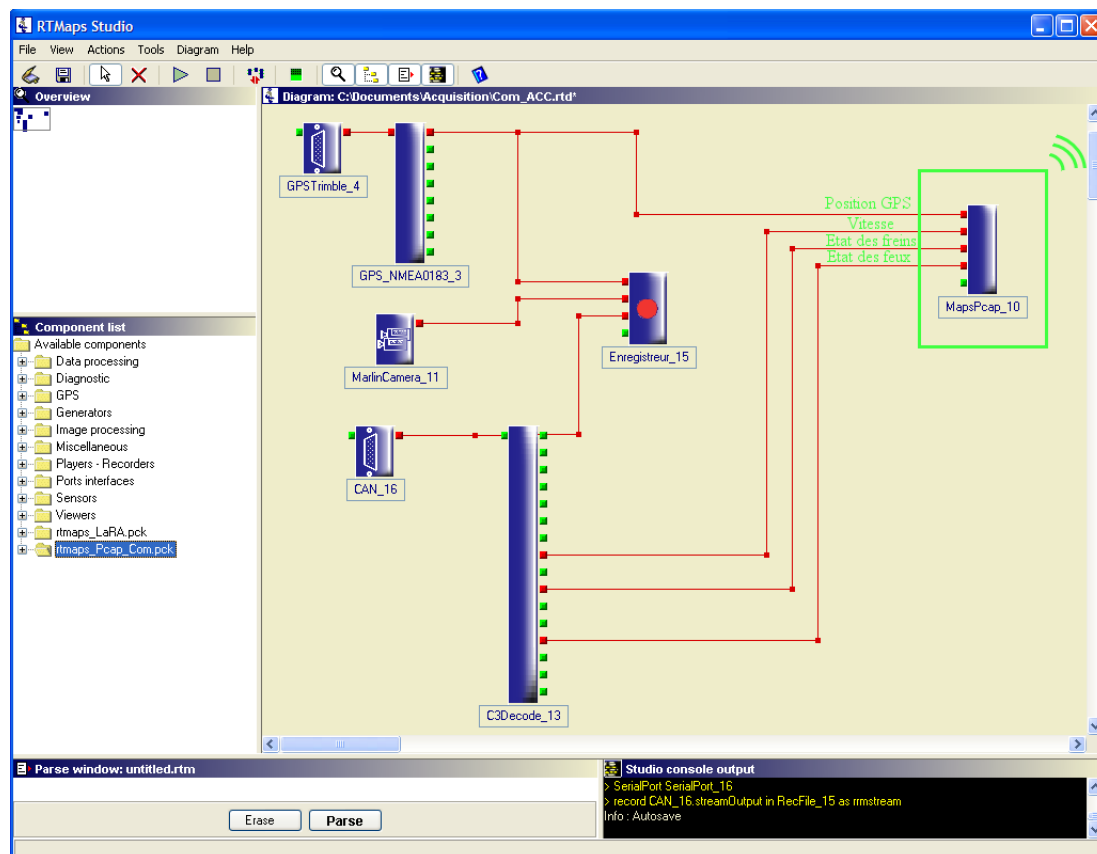 RTMaps Studio
File View Actions Tools Diagram Help
Overview
Diagram: C:\Documents\Acquisition\Com_ACC.rtd*
GPSTrimble_4
GPS_NMEA0183_3
Position GPS
Vitesse
Etat des freins
Etat des feux
MapsPcap_10
Enregistreur_15
MarlinCamera_11
CAN_16
C3Decode_13
Component list
Available components
Data processing
Diagnostic
GPS
Generators
Image processing
Miscellaneous
Players - Recorders
Ports interfaces
Sensors
Viewers
rtmaps_LaRA.pck
rtmaps_Pcap_Com.pck
Parse window: untitled.rtm
Erase Parse
Studio console output
> SerialPort SerialPort_16
> record CAN_16.streamOutput in RecFile_15 as rrmstream
Info : Autosave